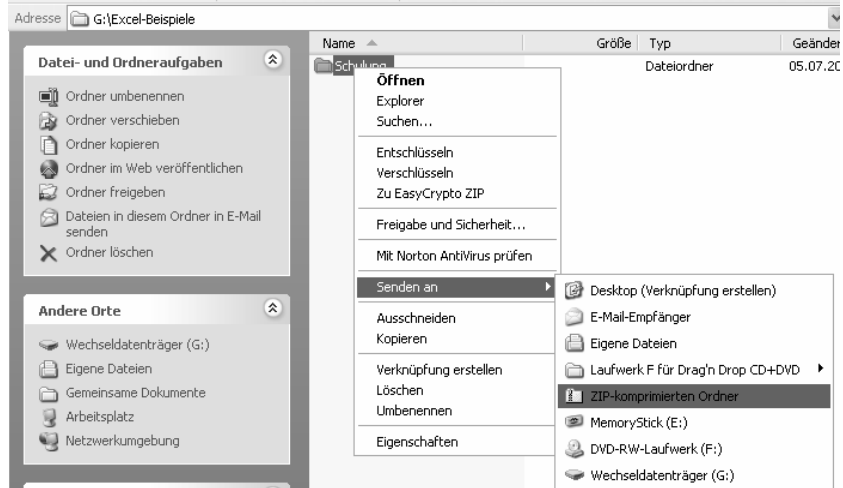 Adresse G:\Excel-Beispiele
Name Größe Typ Geänder
Schulung Dateiordner 05.07.20
Datei- und Ordneraufgaben
Ordner umbenennen
Ordner verschieben
Ordner kopieren
Ordner im Web veröffentlichen
Ordner freigeben
Dateien in diesem Ordner in E-Mail
senden
Ordner löschen
Andere Orte
Wechseldatenträger (G:)
Eigene Dateien
Gemeinsame Dokumente
Arbeitsplatz
Netzwerkumgebung
Öffnen
Explorer
Suchen...
Entschlüsseln
Verschlüsseln
Zu EasyCrypto ZIP
Freigabe und Sicherheit...
Mit Norton AntiVirus prüfen
Senden an
Ausschneiden
Kopieren
Verknüpfung erstellen
Löschen
Umbenennen
Eigenschaften
Desktop (Verknüpfung erstellen)
E-Mail-Empfänger
Eigene Dateien
Laufwerk F für Drag'n Drop CD+DVD
ZIP-komprimierten Ordner
MemoryStick (E:)
DVD-RW-Laufwerk (F:)
Wechseldatenträger (G:)